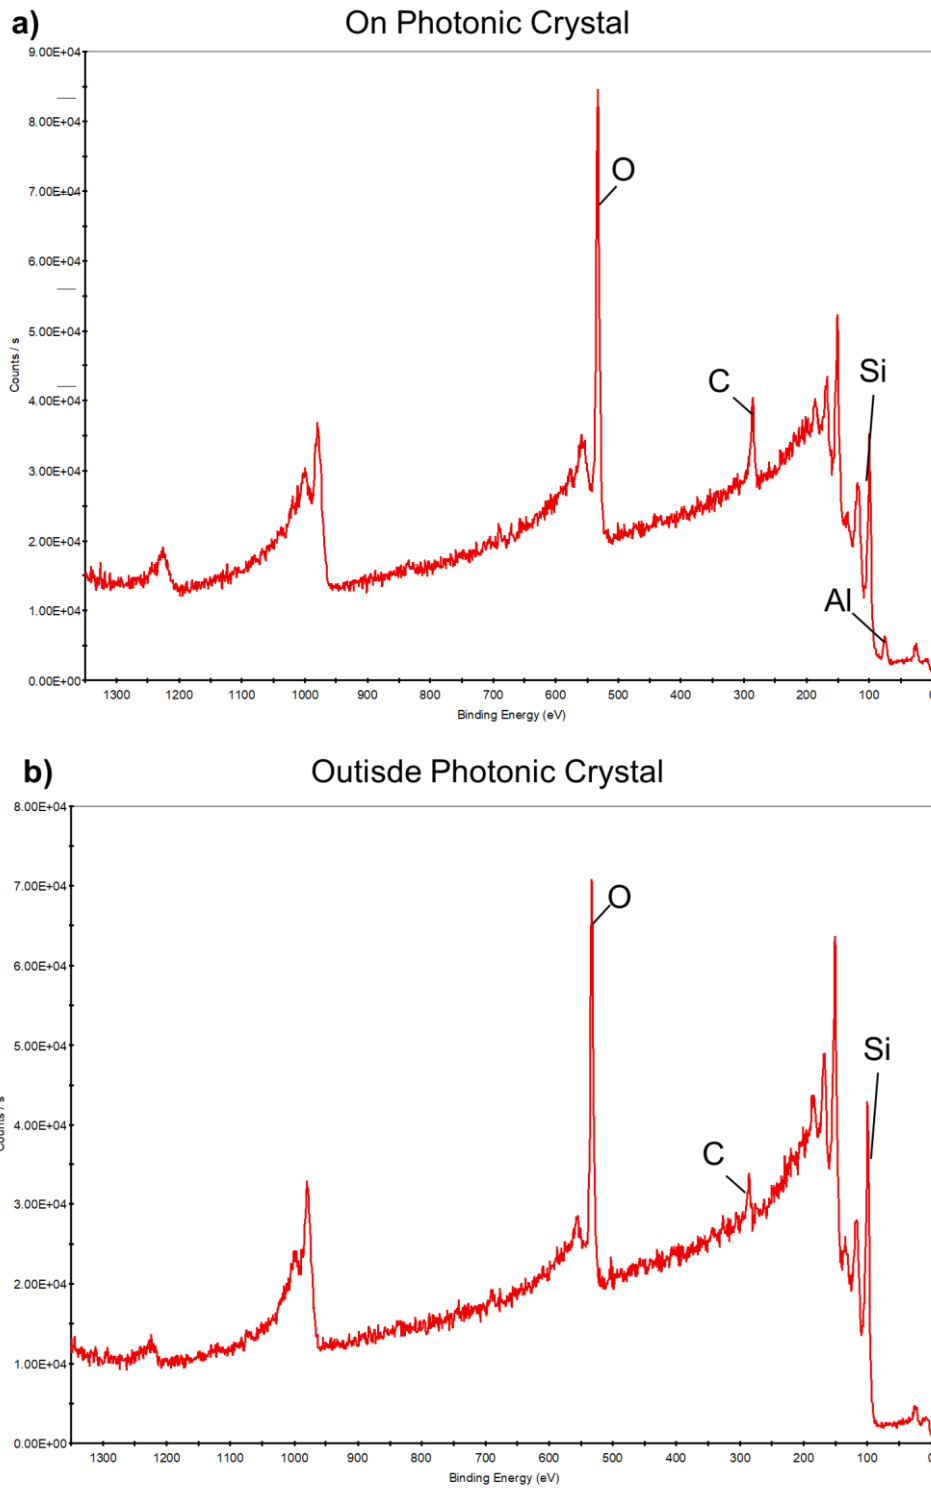 a)
On Photonic Crystal
9.00E+04
8.00E+04
7.00E+04
6.00E+04
5.00E+04
4.00E+04
3.00E+04
2.00E+04
1.00E+04
0.00E+00
Counts / s
O
C
Si
Al
1300 1200 1100 1000 900 800 700 600 500 400 300 200 100 0
Binding Energy (eV)
b)
Outisde Photonic Crystal
8.00E+04
7.00E+04
6.00E+04
5.00E+04
4.00E+04
3.00E+04
2.00E+04
1.00E+04
0.00E+00
Counts / s
O
C
Si
1300 1200 1100 1000 900 800 700 600 500 400 300 200 100 0
Binding Energy (eV)